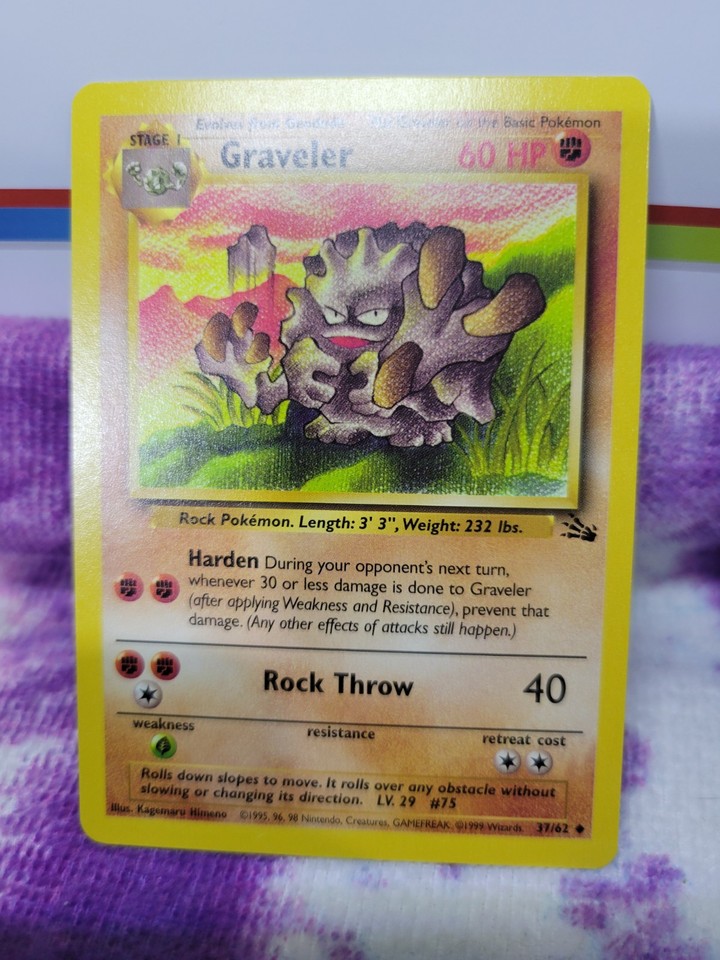 Evolves from Geodude Put Graveler on the Basic Pokémon
STAGE 1
Graveler 60 HP
Rock Pokémon. Length: 3' 3", Weight: 232 lbs.
Harden During your opponent's next turn,
whenever 30 or less damage is done to Graveler
(after applying Weakness and Resistance), prevent that
damage. (Any other effects of attacks still happen.)
Rock Throw 40
weakness resistance retreat cost
Rolls down slopes to move. It rolls over any obstacle without
slowing or changing its direction. LV. 29 #75
Illus. Kagemaru Himeno ©1995, 96, 98 Nintendo, Creatures, GAMEFREAK. ©1999 Wizards. 37/62